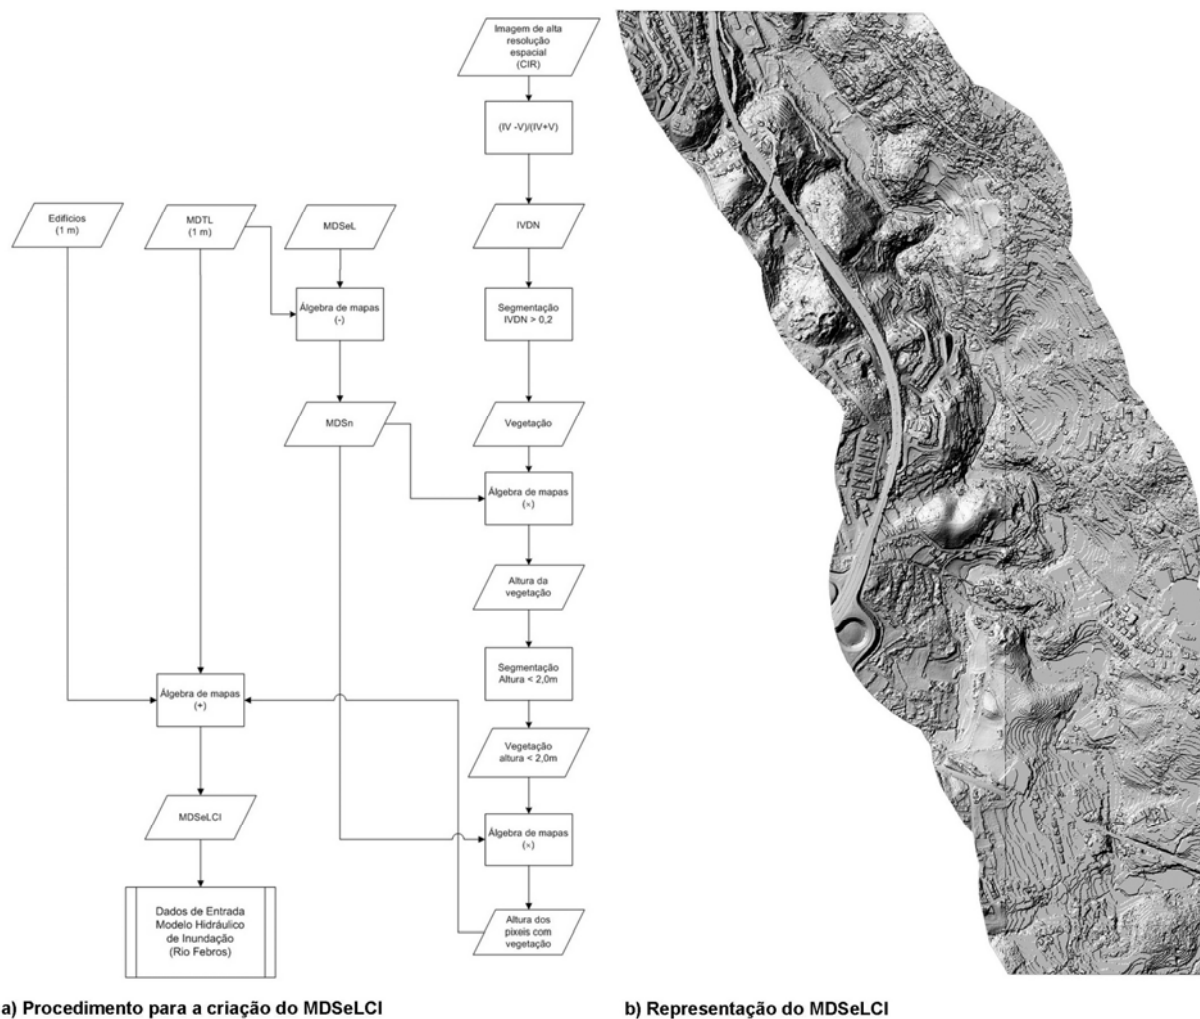 Imagem de alta
resolução
espacial
(CIR)
(IV -V)/(IV+V)
Edifícios
(1 m)
MDTL
(1 m)
MDSeL
IVDN
Álgebra de mapas
(-)
Segmentação
IVDN > 0,2
MDSn
Vegetação
Álgebra de mapas
(×)
Altura da
vegetação
Segmentação
Altura < 2,0m
Álgebra de mapas
(+)
Vegetação
altura < 2,0m
MDSeLCI
Álgebra de mapas
(×)
Dados de Entrada
Modelo Hidráulico
de Inundação
(Rio Febros)
Altura dos
pixeis com
vegetação
a) Procedimento para a criação do MDSeLCI
b) Representação do MDSeLCI